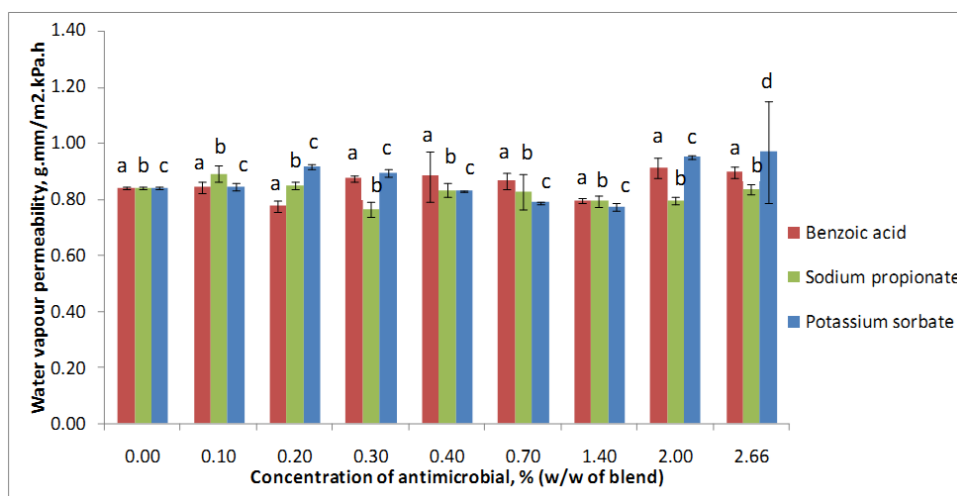 Water vapour permeability, g.mm/m2.kPa.h
1.40
1.20
1.00
0.80
0.60
0.40
0.20
0.00
a b c
a b c
a b c
a b c
a b c
a b c
a b c
a b c
a b d
0.00 0.10 0.20 0.30 0.40 0.70 1.40 2.00 2.66
Concentration of antimicrobial, % (w/w of blend)
Benzoic acid
Sodium propionate
Potassium sorbate